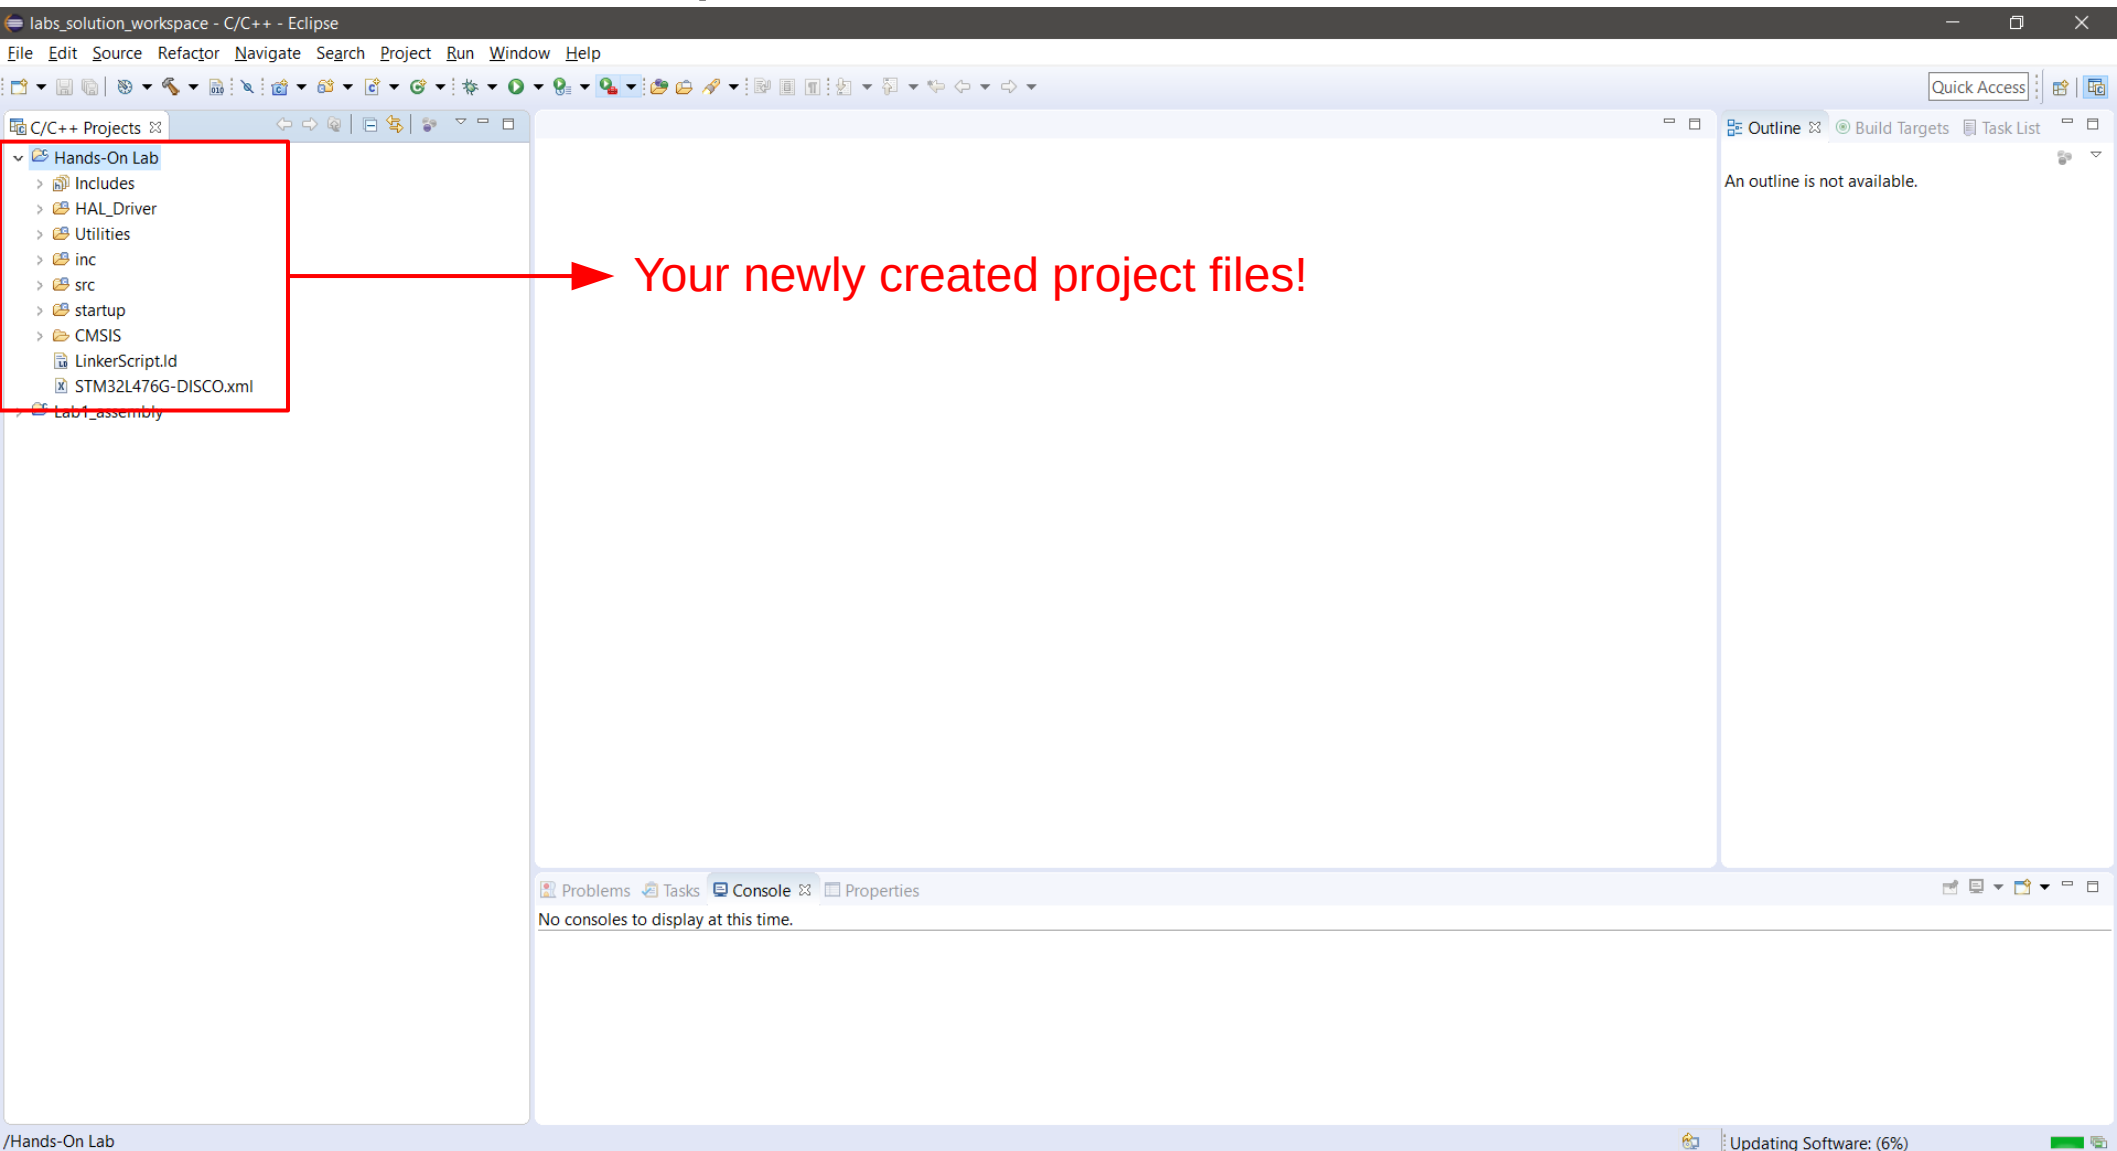 labs_solution_workspace - C/C++ - Eclipse
File Edit Source Refactor Navigate Search Project Run Window Help
Quick Access
C/C++ Projects
Outline Build Targets Task List
Hands-On Lab
Includes
An outline is not available.
HAL_Driver
Utilities
inc
Your newly created project files!
src
startup
CMSIS
LinkerScript.ld
STM32L476G-DISCO.xml
Lab1_assembly
Problems Tasks Console Properties
No consoles to display at this time.
/Hands-On Lab
Updating Software: (6%)